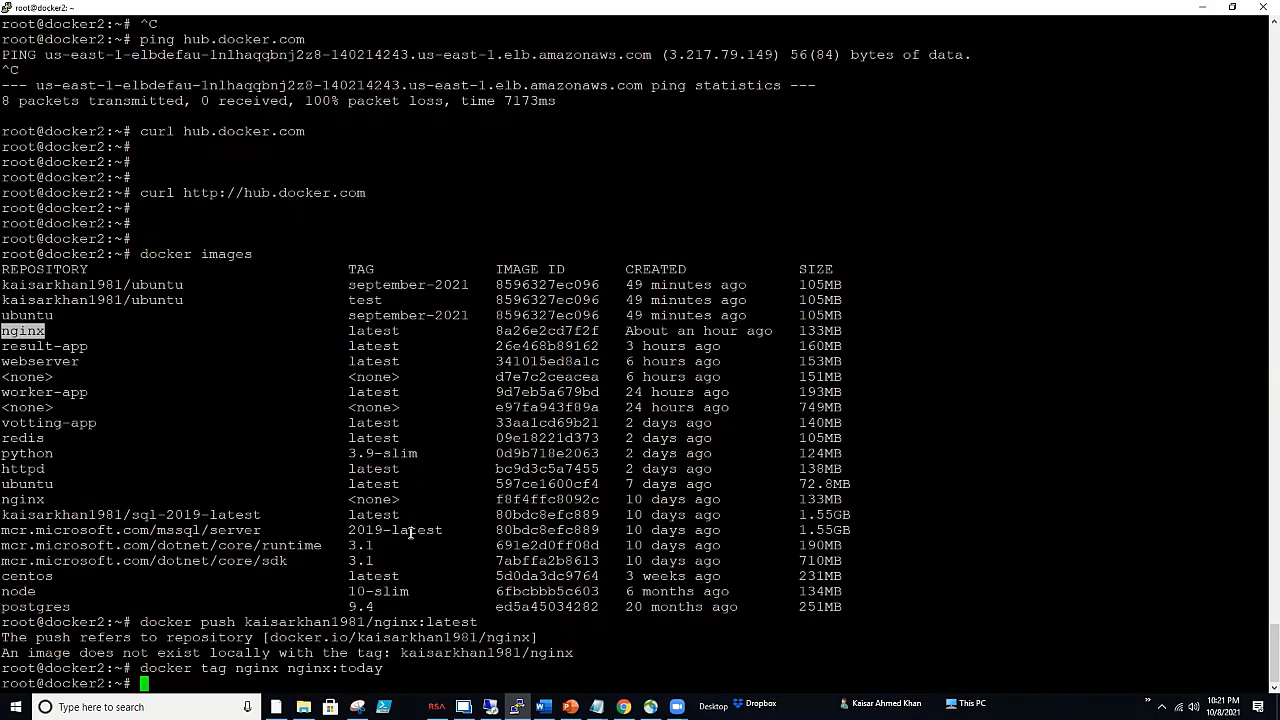 root@docker2: ~
root@docker2:~# ^C
root@docker2:~# ping hub.docker.com
PING us-east-1-elbdefau-1nlhaqqbnj2z8-140214243.us-east-1.elb.amazonaws.com (3.217.79.149) 56(84) bytes of data.
^C
--- us-east-1-elbdefau-1nlhaqqbnj2z8-140214243.us-east-1.elb.amazonaws.com ping statistics ---
8 packets transmitted, 0 received, 100% packet loss, time 7173ms
root@docker2:~# curl hub.docker.com
root@docker2:~#
root@docker2:~#
root@docker2:~#
root@docker2:~# curl http://hub.docker.com
root@docker2:~#
root@docker2:~#
root@docker2:~#
root@docker2:~# docker images
REPOSITORY TAG IMAGE ID CREATED SIZE
kaisarkhan1981/ubuntu september-2021 8596327ec096 49 minutes ago 105MB
kaisarkhan1981/ubuntu test 8596327ec096 49 minutes ago 105MB
ubuntu september-2021 8596327ec096 49 minutes ago 105MB
nginx latest 8a26e2cd7f2f About an hour ago 133MB
result-app latest 26e468b89162 3 hours ago 160MB
webserver latest 341015ed8a1c 6 hours ago 153MB
<none> <none> d7e7c2ceacea 6 hours ago 151MB
worker-app latest 9d7eb5a679bd 24 hours ago 193MB
<none> <none> e97fa943f89a 24 hours ago 749MB
votting-app latest 33aa1cd69b21 2 days ago 140MB
redis latest 09e18221d373 2 days ago 105MB
python 3.9-slim 0d9b718e2063 2 days ago 124MB
httpd latest bc9d3c5a7455 2 days ago 138MB
ubuntu latest 597ce1600cf4 7 days ago 72.8MB
nginx <none> f8f4ffc8092c 10 days ago 133MB
kaisarkhan1981/sql-2019-latest latest 80bdc8efc889 10 days ago 1.55GB
mcr.microsoft.com/mssql/server 2019-latest 80bdc8efc889 10 days ago 1.55GB
mcr.microsoft.com/dotnet/core/runtime 3.1 691e2d0ff08d 10 days ago 190MB
mcr.microsoft.com/dotnet/core/sdk 3.1 7abffa2b8613 10 days ago 710MB
centos latest 5d0da3dc9764 3 weeks ago 231MB
node 10-slim 6fbcbbb5c603 6 months ago 134MB
postgres 9.4 ed5a45034282 20 months ago 251MB
root@docker2:~# docker push kaisarkhan1981/nginx:latest
The push refers to repository [docker.io/kaisarkhan1981/nginx]
An image does not exist locally with the tag: kaisarkhan1981/nginx
root@docker2:~# docker tag nginx nginx:today
root@docker2:~#
Type here to search RSA Desktop Dropbox Kaisar Ahmed Khan This PC 10:21 PM
10/8/2021